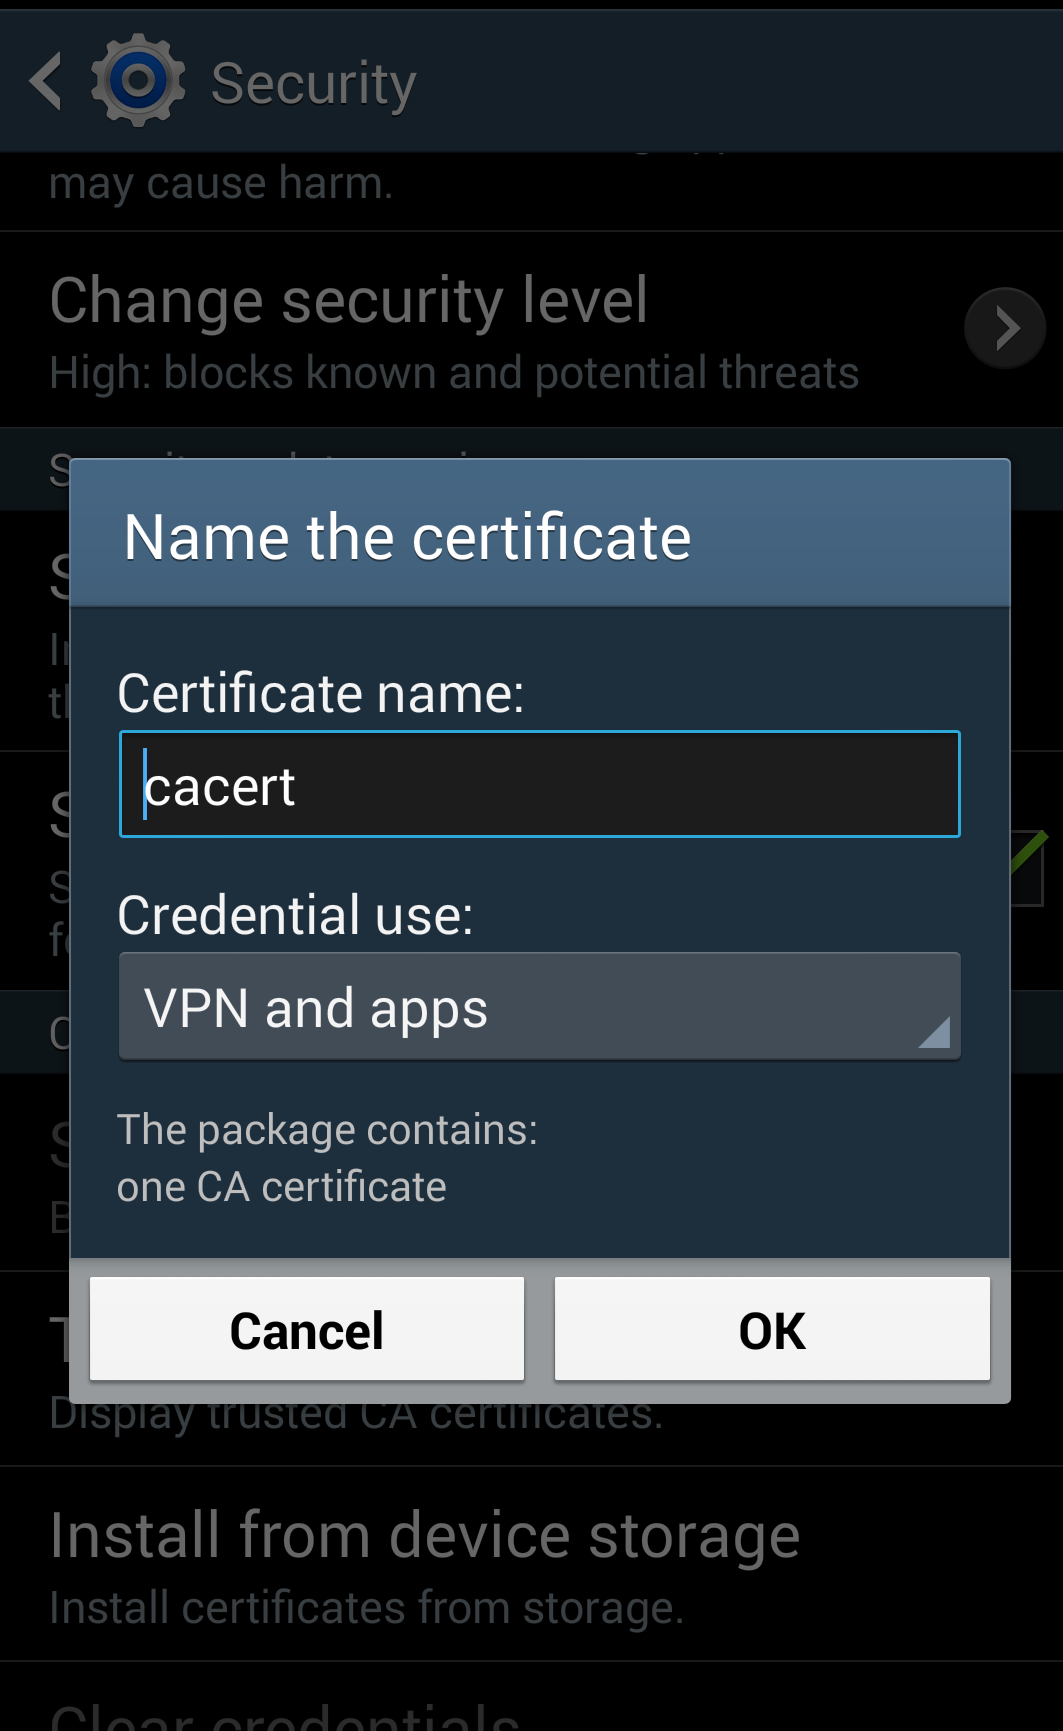 Security
may cause harm.
Change security level
High: blocks known and potential threats
Name the certificate
Certificate name:
cacert
Credential use:
VPN and apps
The package contains:
one CA certificate
Cancel
OK
Display trusted CA certificates.
Install from device storage
Install certificates from storage.
Clear credentials